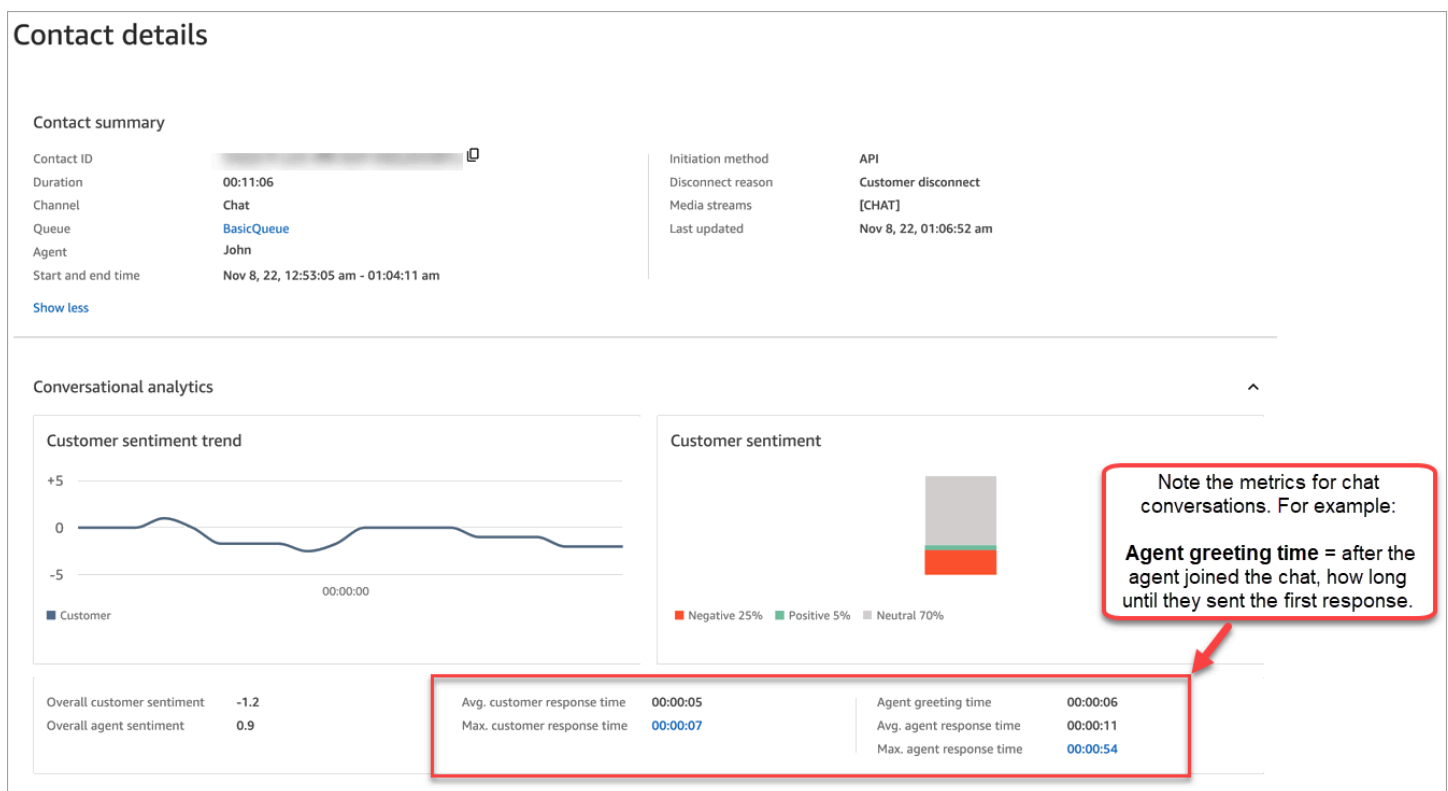 Contact details
Contact summary
Contact ID
Duration 00:11:06
Channel Chat
Queue BasicQueue
Agent John
Start and end time Nov 8, 22, 12:53:05 am - 01:04:11 am
Show less
Initiation method API
Disconnect reason Customer disconnect
Media streams [CHAT]
Last updated Nov 8, 22, 01:06:52 am
Conversational analytics
Customer sentiment trend
+5
0
-5
00:00:00
Customer
Customer sentiment
Negative 25% Positive 5% Neutral 70%
Note the metrics for chat
conversations. For example:
Agent greeting time = after the
agent joined the chat, how long
until they sent the first response.
Overall customer sentiment -1.2
Overall agent sentiment 0.9
Avg. customer response time 00:00:05
Max. customer response time 00:00:07
Agent greeting time 00:00:06
Avg. agent response time 00:00:11
Max. agent response time 00:00:54